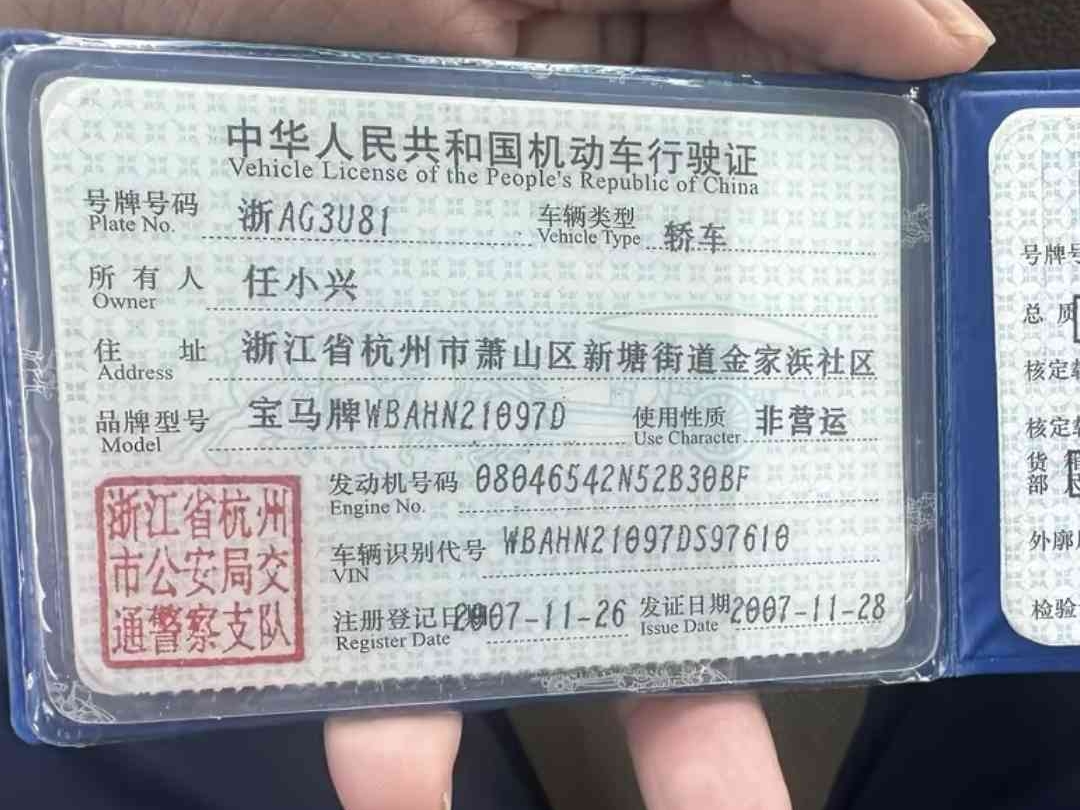 中华人民共和国机动车行驶证
Vehicle License of the People's Republic of China
号牌号码 浙AG3U81 车辆类型 轿车
Plate No. Vehicle Type
所有人 任小兴
Owner
住址 浙江省杭州市萧山区新塘街道金家浜社区
Address
品牌型号 宝马牌WBAHN21097D 使用性质 非营运
Model Use Character
发动机号码 08046542N52B30BF
Engine No.
车辆识别代号 WBAHN21097DS97610
VIN
注册登记日期 2007-11-26 发证日期 2007-11-28
Register Date Issue Date
浙江省杭州
市公安局交
通警察支队
号牌号
总质
核定载
核定载
货
部
外廓
检验